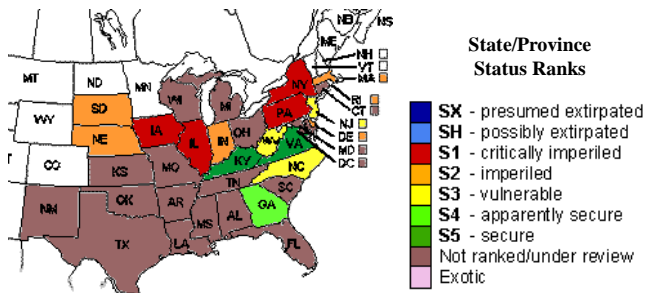 NB
NS
ME
NH
VT
MA
MT
ND
MN
WI
MI
NY
SD
WY
RI
CT
IA
PA
NE
NJ
IL
IN
OH
DE
CO
WV
VA
MD
KS
MO
KY
DC
TN
NC
OK
AR
SC
NM
MS
AL
GA
TX
LA
FL
State/Province
Status Ranks
SX - presumed extirpated
SH - possibly extirpated
S1 - critically imperiled
S2 - imperiled
S3 - vulnerable
S4 - apparently secure
S5 - secure
Not ranked/under review
Exotic